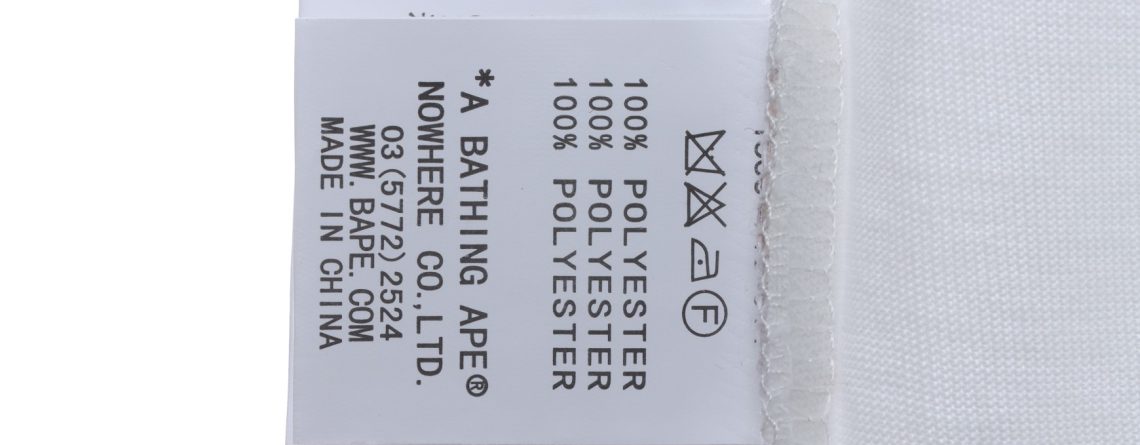 100% POLYESTER
100% POLYESTER
100% POLYESTER
*A BATHING APE®
NOWHERE CO.,LTD.
03(5772)2524
WWW.BAPE.COM
MADE IN CHINA